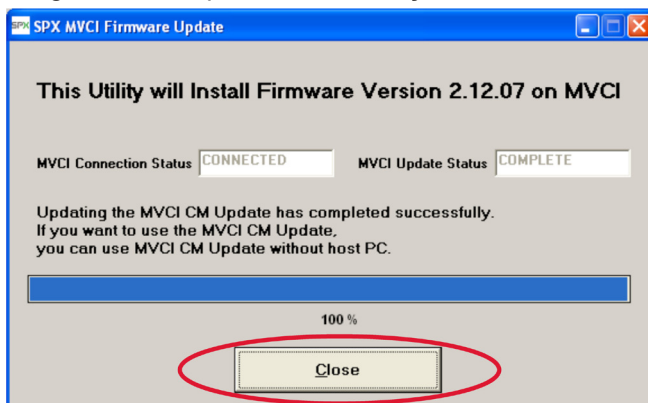 SPX SPX MVCI Firmware Update
This Utility will Install Firmware Version 2.12.07 on MVCI
MVCI Connection Status CONNECTED MVCI Update Status COMPLETE
Updating the MVCI CM Update has completed successfully.
If you want to use the MVCI CM Update,
you can use MVCI CM Update without host PC.
100 %
Close